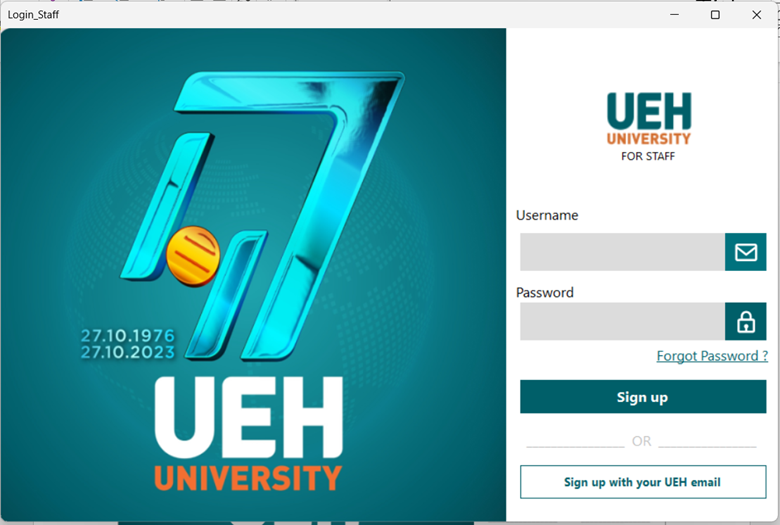 Login_Staff
47
27.10.1976
27.10.2023
UEH
UNIVERSITY
UEH
UNIVERSITY
FOR STAFF
Username
Password
Forgot Password ?
Sign up
OR
Sign up with your UEH email